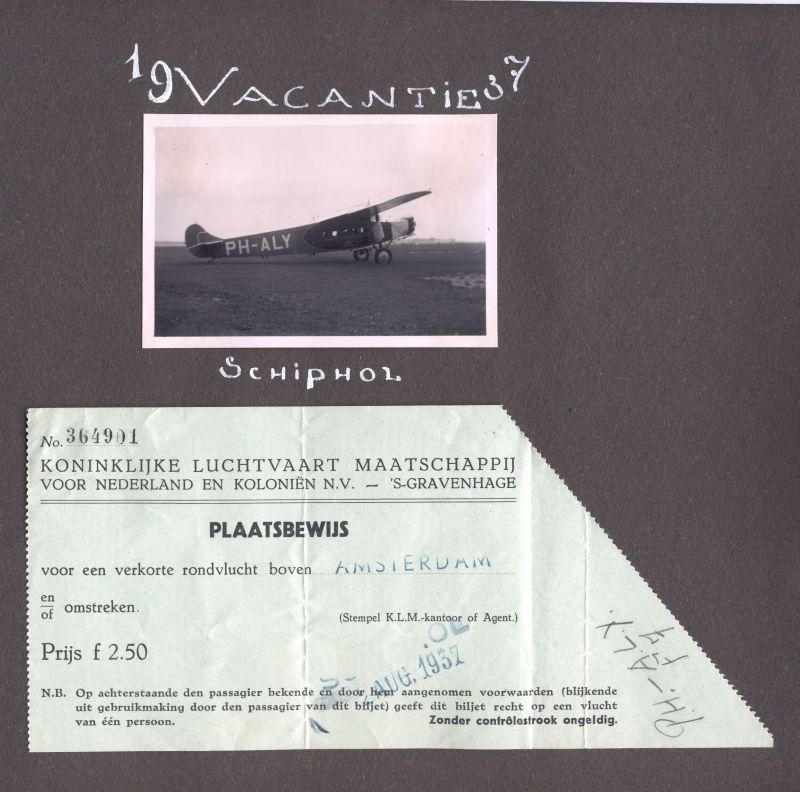 19 VACANTIE 37
PH-ALY
SCHIPHOL
No. 364901
KONINKLIJKE LUCHTVAART MAATSCHAPPIJ
VOOR NEDERLAND EN KOLONIËN N.V. — 'S-GRAVENHAGE
PLAATSBEWIJS
voor een verkorte rondvlucht boven AMSTERDAM
en/of omstreken.
(Stempel K.L.M.-kantoor of Agent.)
Prijs f 2.50
AUG. 1937
N.B. Op achterstaande den passagier bekende en door hem aangenomen voorwaarden (blijkende
uit gebruikmaking door den passagier van dit biljet) geeft dit biljet recht op een vlucht
van één persoon. Zonder contrôlestrook ongeldig.